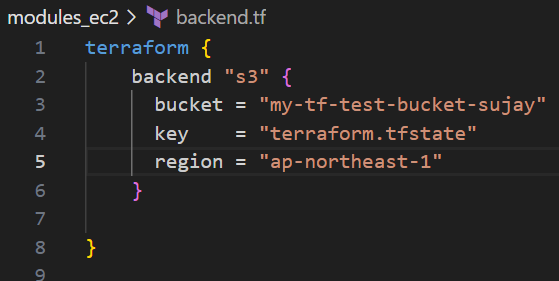 modules_ec2 > backend.tf
1 terraform {
2 backend "s3" {
3 bucket = "my-tf-test-bucket-sujay"
4 key = "terraform.tfstate"
5 region = "ap-northeast-1"
6 }
7
8 }
9